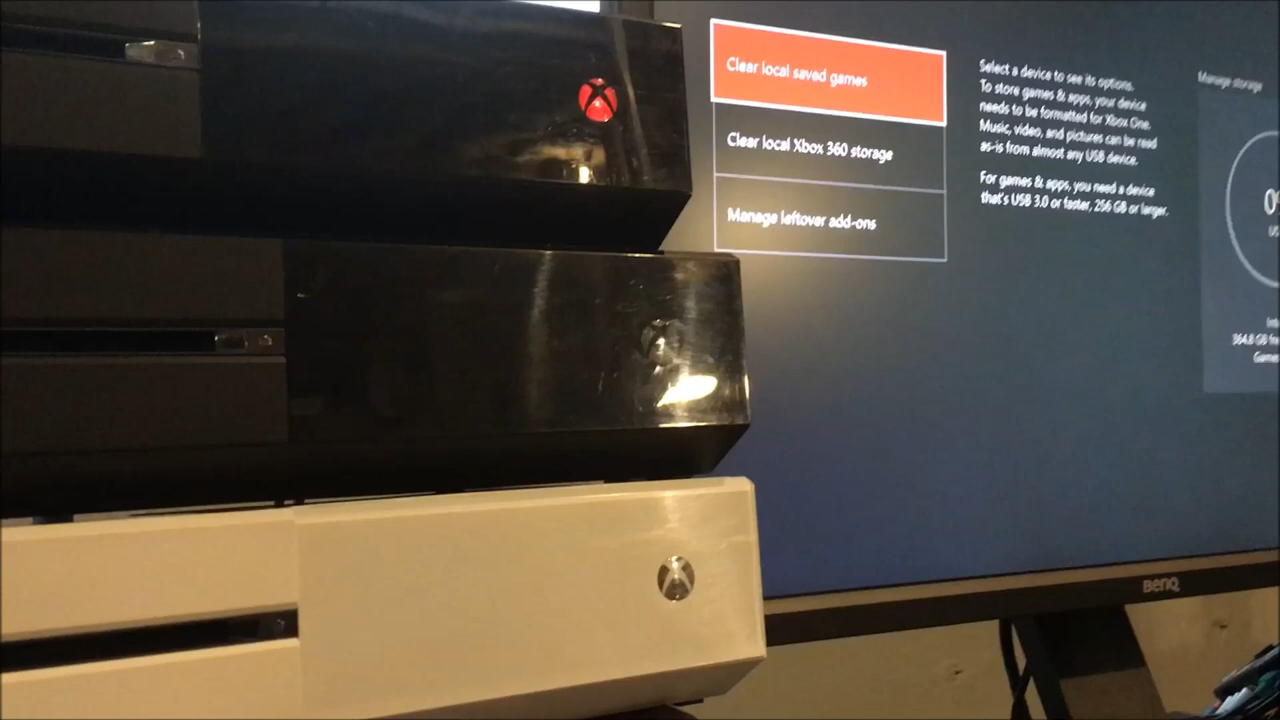 Clear local saved games
Clear local Xbox 360 storage
Manage leftover add-ons
Select a device to see its options.
To store games & apps, your device
needs to be formatted for Xbox One.
Music, video, and pictures can be read
as-is from almost any USB device.
For games & apps, you need a device
that's USB 3.0 or faster, 256 GB or larger.
Manage storage
364.8 GB
BenQ